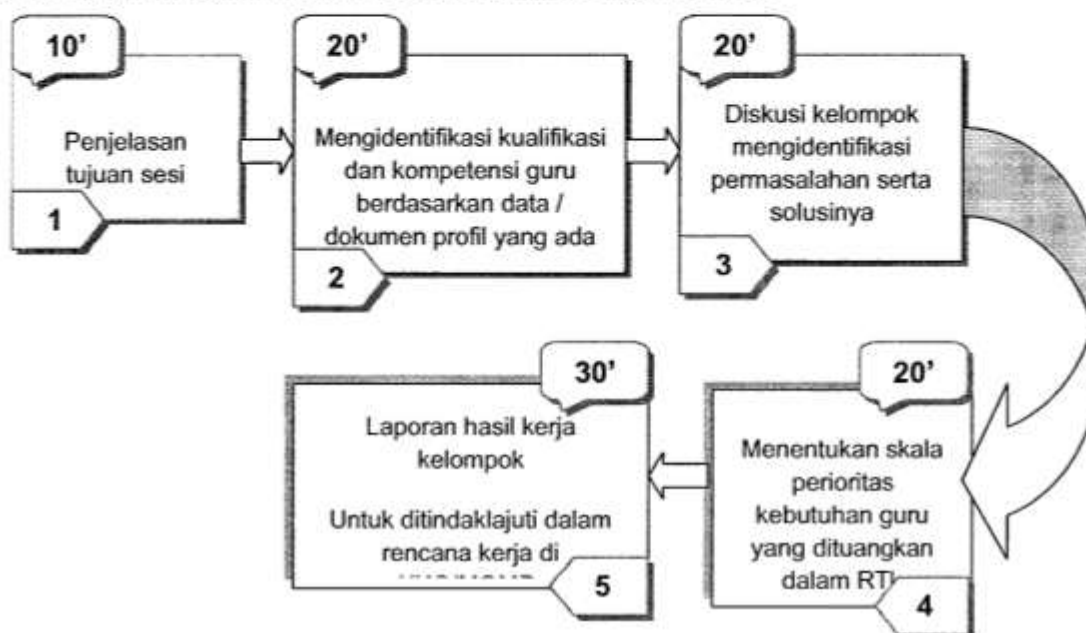 10'
Penjelasan
tujuan sesi
1
20'
Mengidentifikasi kualifikasi
dan kompetensi guru
berdasarkan data /
dokumen profil yang ada
2
20'
Diskusi kelompok
mengidentifikasi
permasalahan serta
solusinya
3
20'
Menentukan skala
perioritas
kebutuhan guru
yang dituangkan
dalam RTL
4
30'
Laporan hasil kerja
kelompok
Untuk ditindaklajuti dalam
rencana kerja di
5